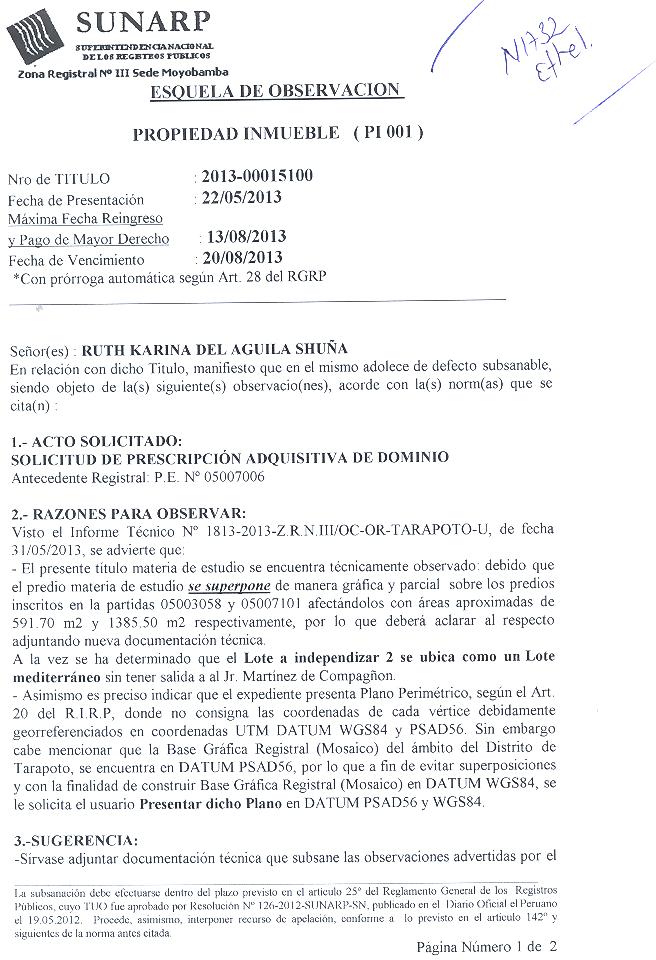 SUNARP
SUPERINTENDENCIA NACIONAL
DE LOS REGISTROS PUBLICOS
Zona Registral Nº III Sede Moyobamba
N1732
Ethel.
ESQUELA DE OBSERVACION
PROPIEDAD INMUEBLE ( PI 001 )
Nro de TITULO : 2013-00015100
Fecha de Presentación : 22/05/2013
Máxima Fecha Reingreso
y Pago de Mayor Derecho : 13/08/2013
Fecha de Vencimiento : 20/08/2013
*Con prórroga automática según Art. 28 del RGRP
Señor(es) : RUTH KARINA DEL AGUILA SHUÑA
En relación con dicho Titulo, manifiesto que en el mismo adolece de defecto subsanable,
siendo objeto de la(s) siguiente(s) observacio(nes), acorde con la(s) norm(as) que se
cita(n) :
1.- ACTO SOLICITADO:
SOLICITUD DE PRESCRIPCIÓN ADQUISITIVA DE DOMINIO
Antecedente Registral: P.E. Nº 05007006
2.- RAZONES PARA OBSERVAR:
Visto el Informe Técnico Nº 1813-2013-Z.R.N.III/OC-OR-TARAPOTO-U, de fecha
31/05/2013, se advierte que:
- El presente título materia de estudio se encuentra técnicamente observado: debido que
el predio materia de estudio se superpone de manera gráfica y parcial sobre los predios
inscritos en la partidas 05003058 y 05007101 afectándolos con áreas aproximadas de
591.70 m2 y 1385.50 m2 respectivamente, por lo que deberá aclarar al respecto
adjuntando nueva documentación técnica.
A la vez se ha determinado que el Lote a independizar 2 se ubica como un Lote
mediterráneo sin tener salida a al Jr. Martínez de Compagñon.
- Asimismo es preciso indicar que el expediente presenta Plano Perimétrico, según el Art.
20 del R.I.R.P, donde no consigna las coordenadas de cada vértice debidamente
georreferenciados en coordenadas UTM DATUM WGS84 y PSAD56. Sin embargo
cabe mencionar que la Base Gráfica Registral (Mosaico) del ámbito del Distrito de
Tarapoto, se encuentra en DATUM PSAD56, por lo que a fin de evitar superposiciones
y con la finalidad de construir Base Gráfica Registral (Mosaico) en DATUM WGS84, se
le solicita el usuario Presentar dicho Plano en DATUM PSAD56 y WGS84.
3.-SUGERENCIA:
-Sírvase adjuntar documentación técnica que subsane las observaciones advertidas por el
La subsanación debe efectuarse dentro del plazo previsto en el artículo 25º del Reglamento General de los Registros
Públicos, cuyo TUO fue aprobado por Resolución Nº 126-2012-SUNARP-SN, publicado en el Diario Oficial el Peruano
el 19.05.2012. Procede, asimismo, interponer recurso de apelación, conforme a lo previsto en el artículo 142º y
siguientes de la norma antes citada.
Página Número 1 de 2